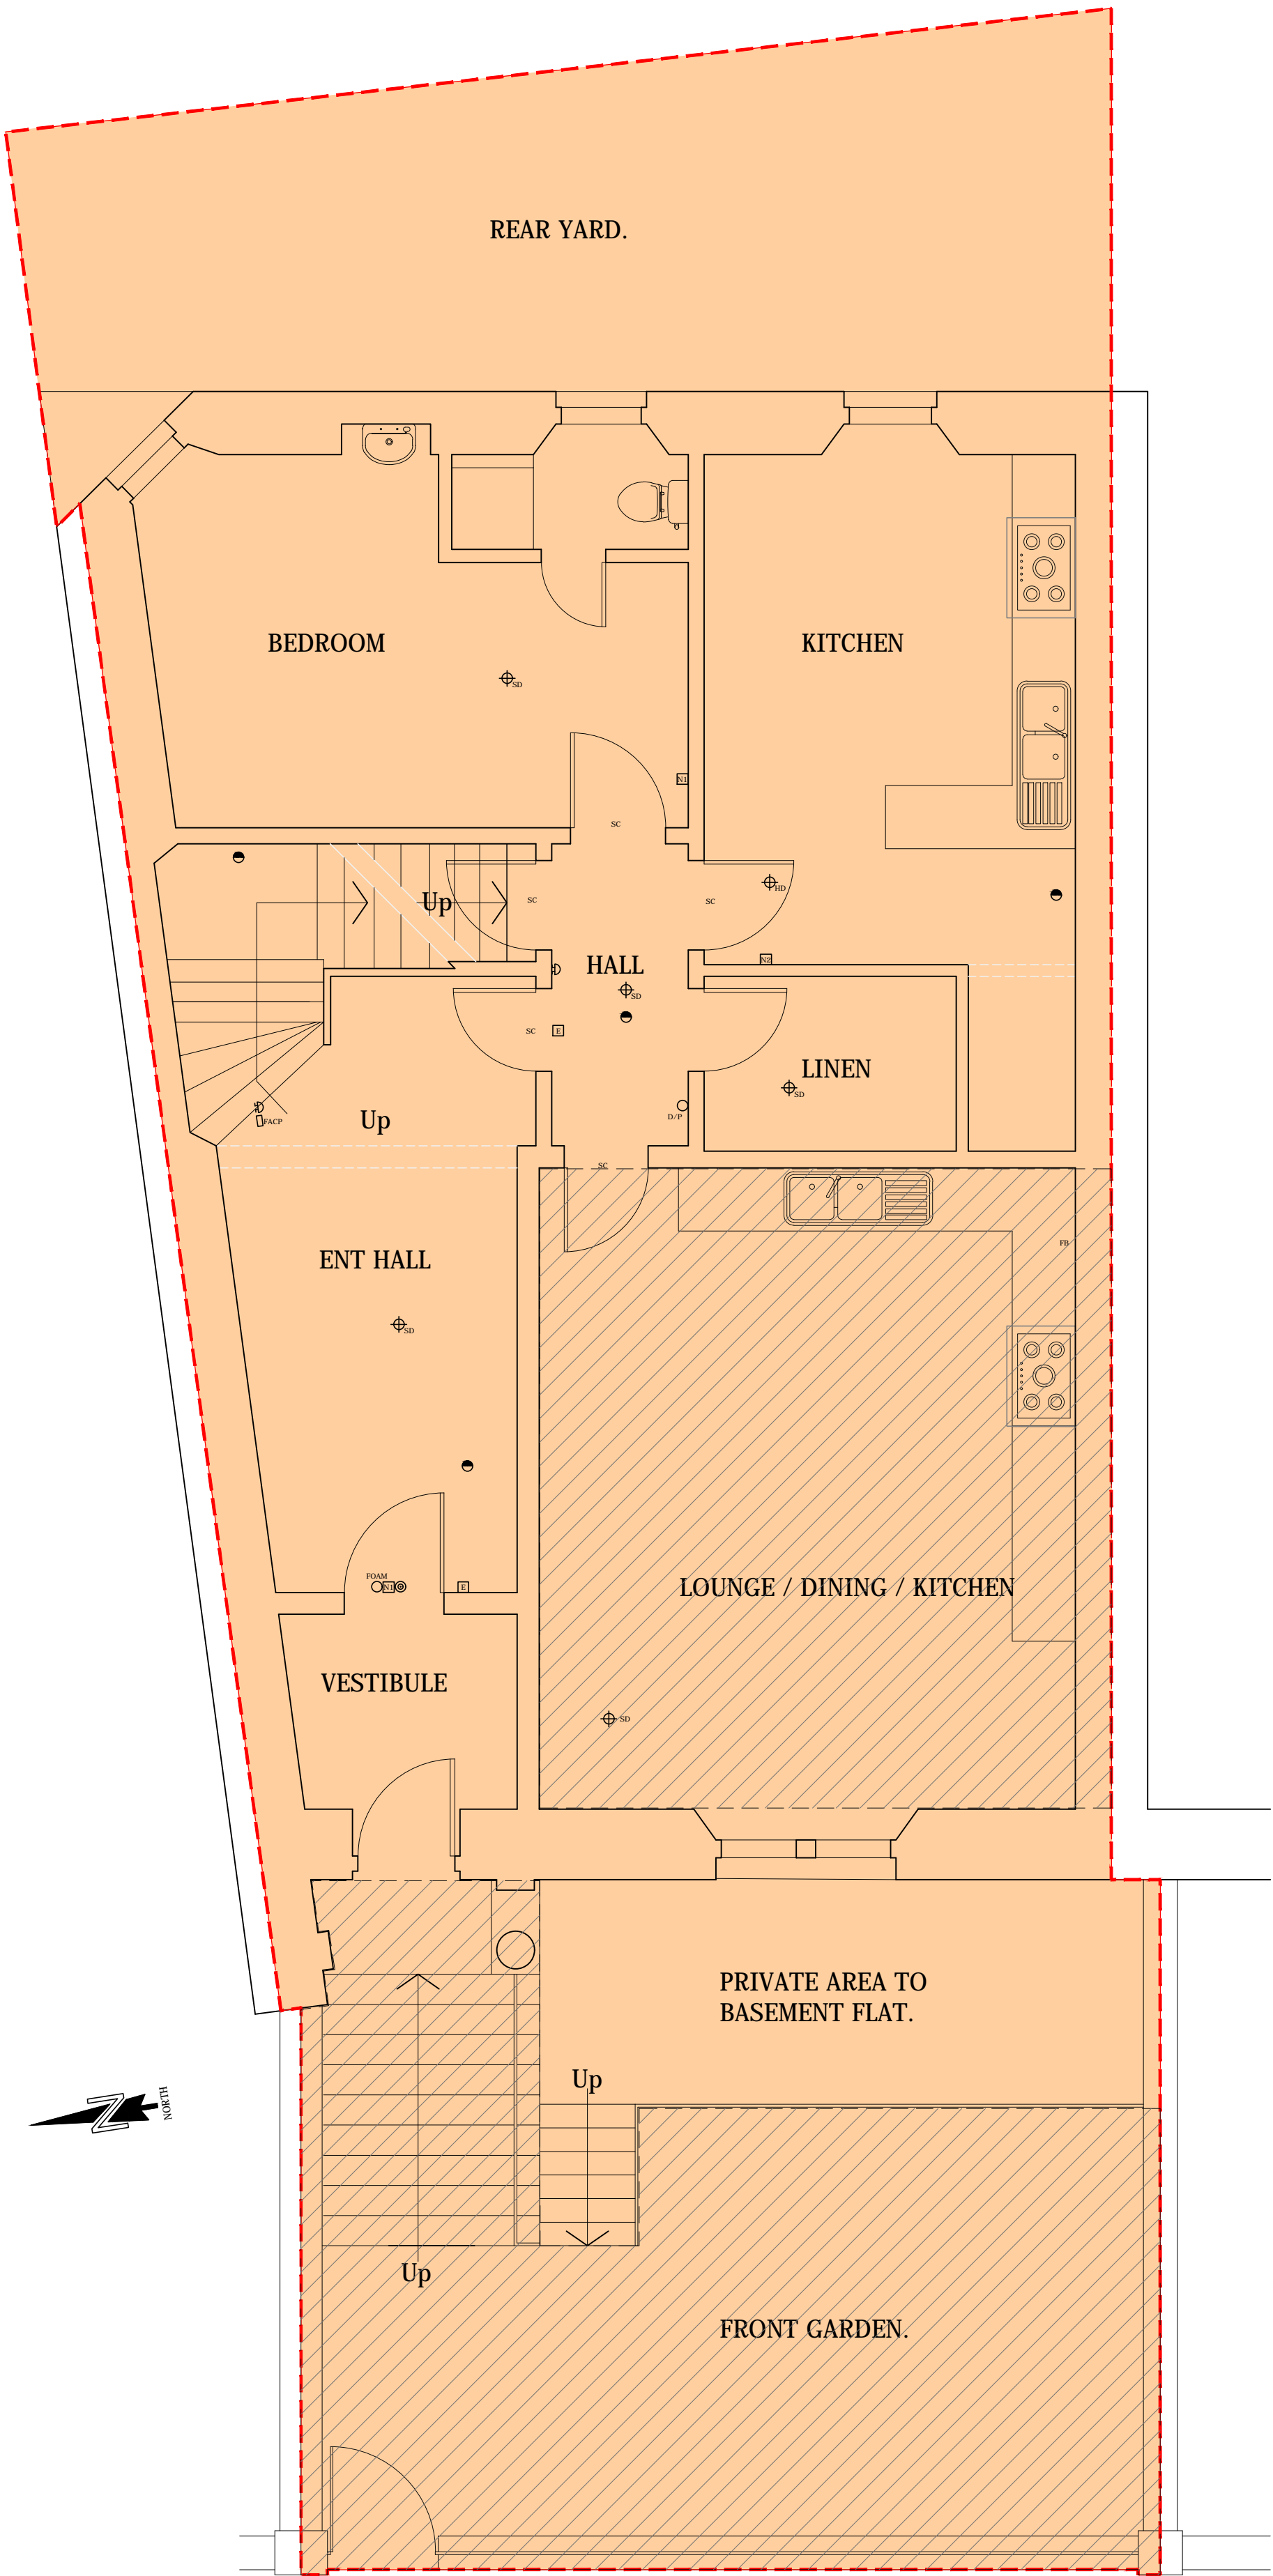 REAR YARD.
BEDROOM
KITCHEN
SD
N1
SC
HD
Up
SC
SC
N2
HALL
SD
SC
E
LINEN
SD
D/P
FACP
Up
SC
FB
ENT HALL
SD
FOAM
N1
E
LOUNGE / DINING / KITCHEN
VESTIBULE
SD
PRIVATE AREA TO
BASEMENT FLAT.
Up
N
NORTH
Up
FRONT GARDEN.